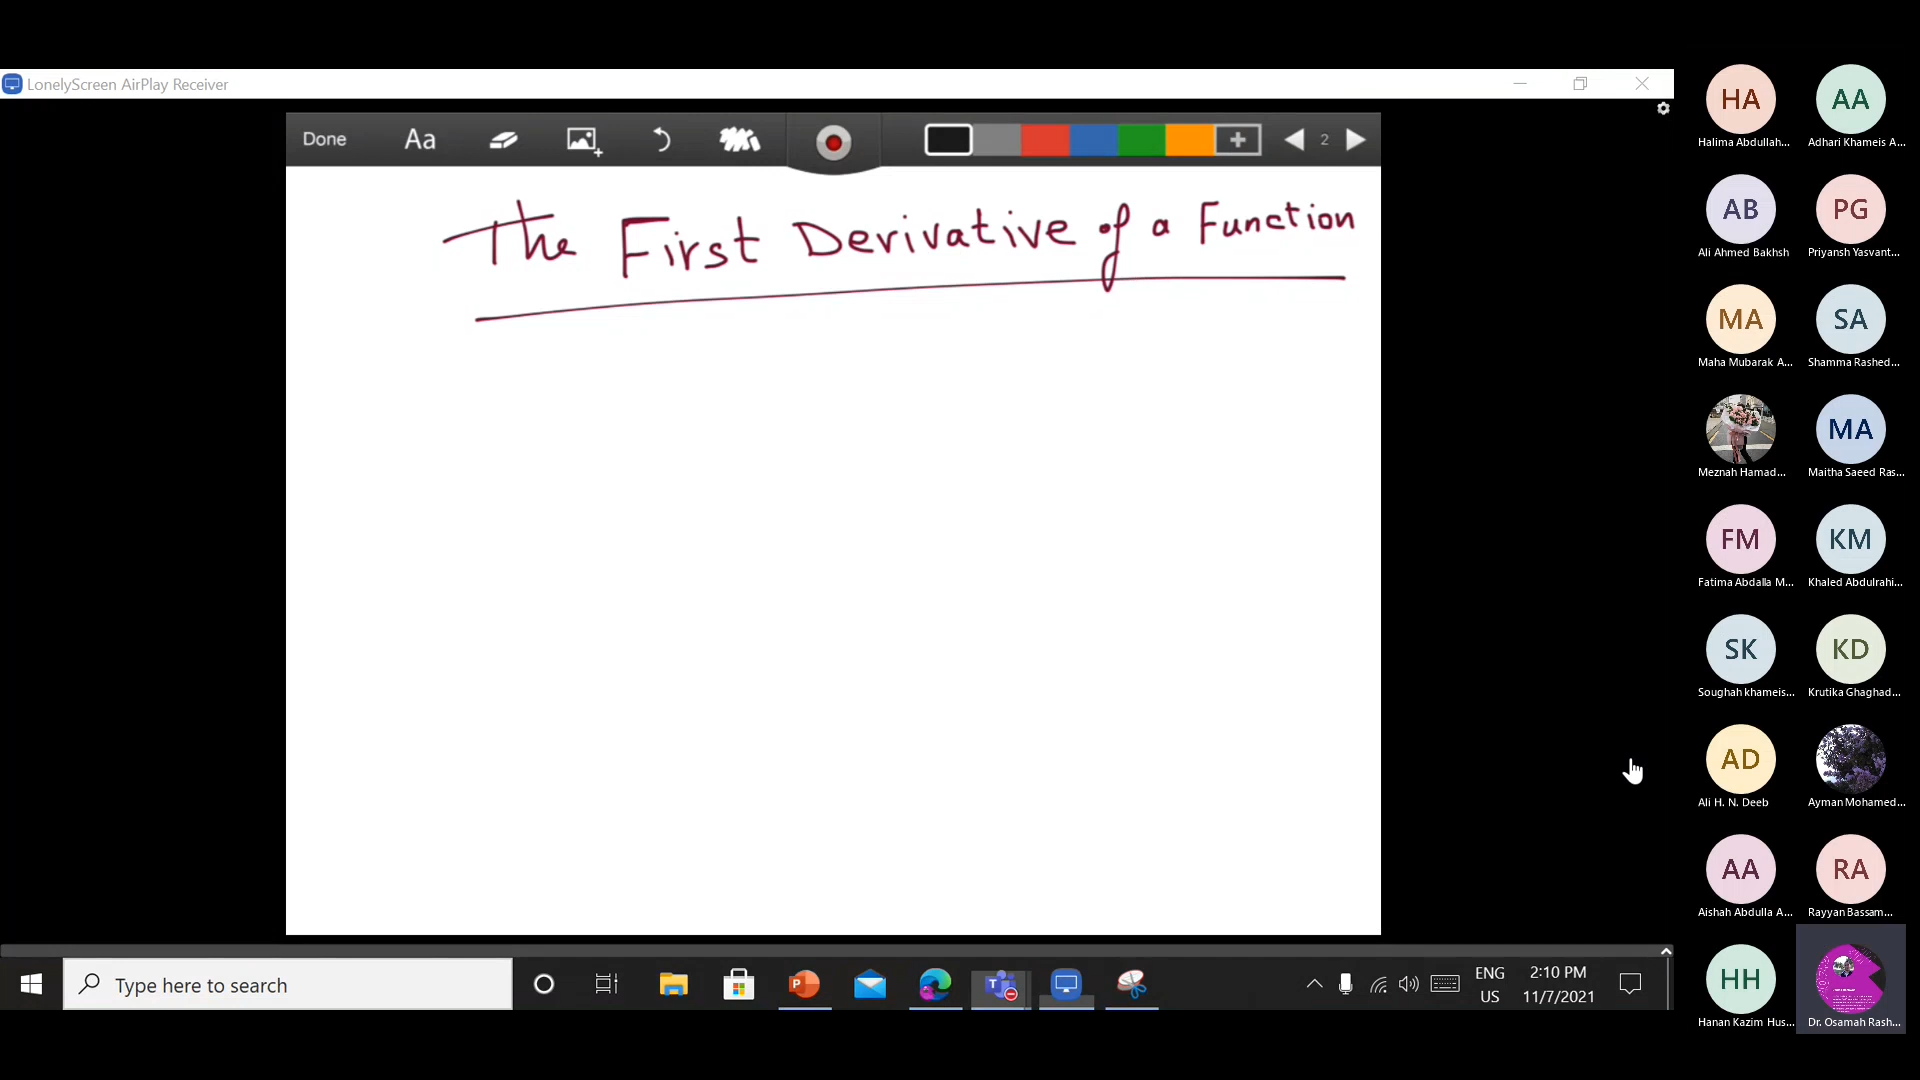 LonelyScreen AirPlay Receiver
Done Aa 2
The First Derivative of a Function
HA AA
Halima Abdullah... Adhari Khameis A...
AB PG
Ali Ahmed Bakhsh Priyansh Yasvant...
MA SA
Maha Mubarak A... Shamma Rashed...
MA
Meznah Hamad... Maitha Saeed Ras...
FM KM
Fatima Abdalla M... Khaled Abdulrahi...
SK KD
Soughah khameis... Krutika Ghaghad...
AD
Ali H. N. Deeb Ayman Mohamed...
AA RA
Aishah Abdulla A... Rayyan Bassam...
HH
Hanan Kazim Hus... Dr. Osamah Rash...
Type here to search
ENG
US
2:10 PM
11/7/2021